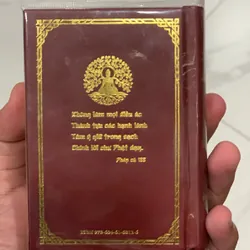 Không làm mọi điều ác
Thành tựu các hạnh lành
Tâm ý giữ trong sạch
Chính lời chư Phật dạy.
Pháp cú 183